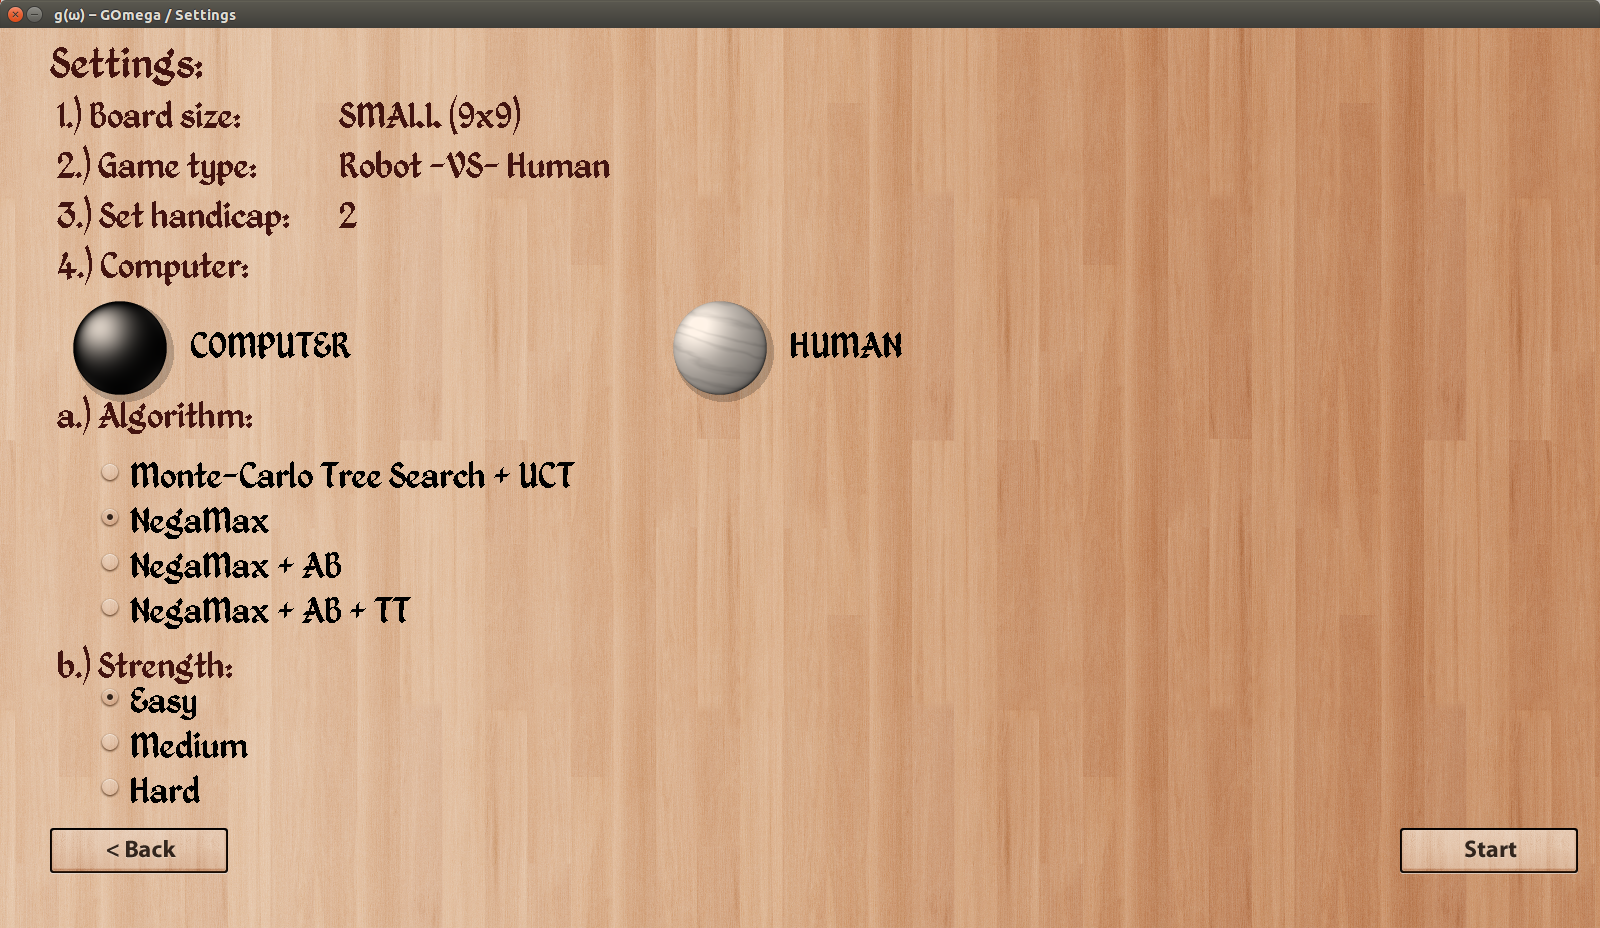 g(ω) – GOmega / Settings
Settings:
1.) Board size: SMALL (9x9)
2.) Game type: Robot -VS- Human
3.) Set handicap: 2
4.) Computer:
COMPUTER HUMAN
a.) Algorithm:
Monte-Carlo Tree Search + UCT
NegaMax
NegaMax + AB
NegaMax + AB + TT
b.) Strength:
Easy
Medium
Hard
< Back Start